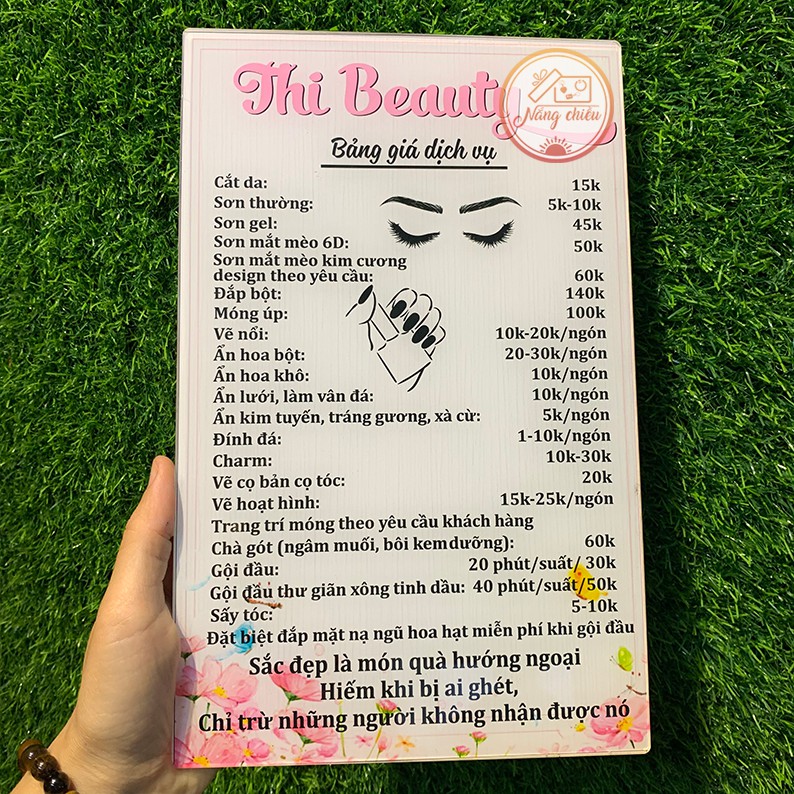 Thi Beauty
Nắng chiều
Bảng giá dịch vụ
Cắt da: 15k
Sơn thường: 5k-10k
Sơn gel: 45k
Sơn mắt mèo 6D: 50k
Sơn mắt mèo kim cương
design theo yêu cầu: 60k
Đắp bột: 140k
Móng úp: 100k
Vẽ nổi: 10k-20k/ngón
Ẩn hoa bột: 20-30k/ngón
Ẩn hoa khô: 10k/ngón
Ẩn lưới, làm vân đá: 10k/ngón
Ẩn kim tuyến, tráng gương, xà cừ: 5k/ngón
Đính đá: 1-10k/ngón
Charm: 10k-30k
Vẽ cọ bản cọ tóc: 20k
Vẽ hoạt hình: 15k-25k/ngón
Trang trí móng theo yêu cầu khách hàng
Chà gót (ngâm muối, bôi kem dưỡng): 60k
Gội đầu: 20 phút/suất/ 30k
Gội đầu thư giãn xông tinh dầu: 40 phút/suất/50k
Sấy tóc: 5-10k
Đặt biệt đắp mặt nạ ngũ hoa hạt miễn phí khi gội đầu
Sắc đẹp là món quà hướng ngoại
Hiếm khi bị ai ghét,
Chỉ trừ những người không nhận được nó